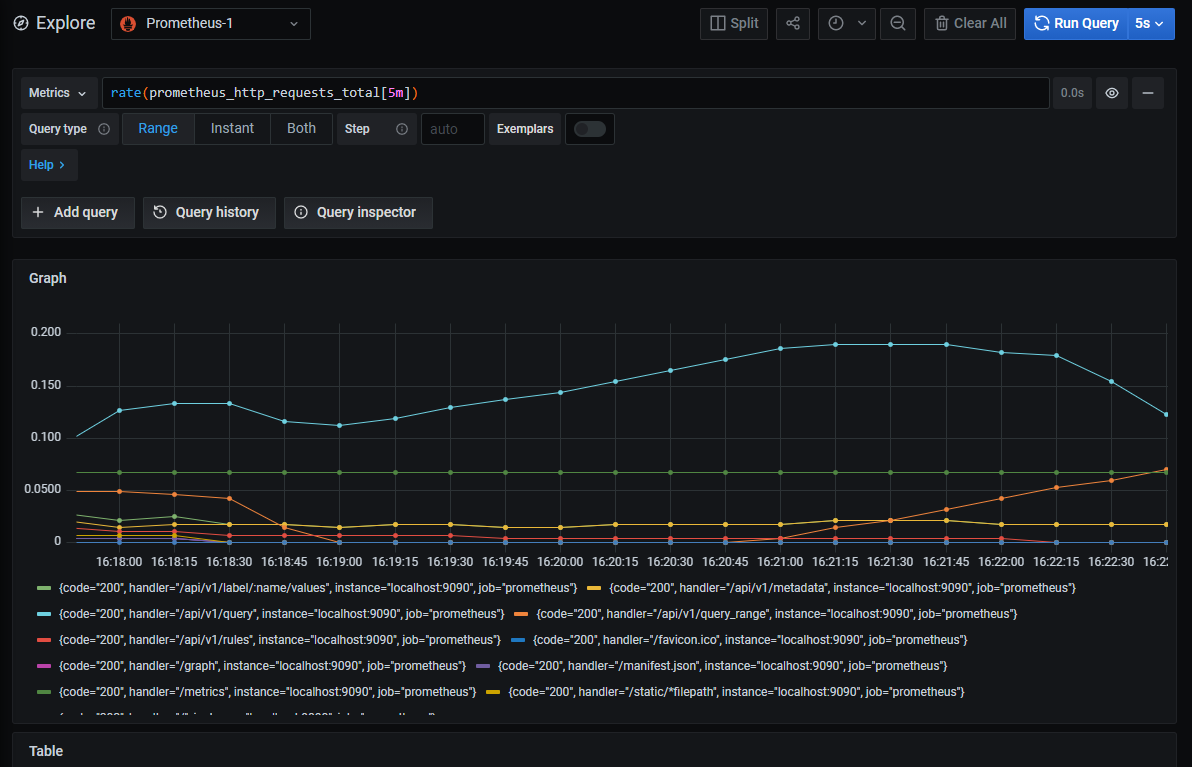 Explore Prometheus-1 Split Clear All Run Query 5s
Metrics rate(prometheus_http_requests_total[5m]) 0.0s
Query type Range Instant Both Step auto Exemplars
Help
Add query Query history Query inspector
Graph
0.200
0.150
0.100
0.0500
0
16:18:00 16:18:15 16:18:30 16:18:45 16:19:00 16:19:15 16:19:30 16:19:45 16:20:00 16:20:15 16:20:30 16:20:45 16:21:00 16:21:15 16:21:30 16:21:45 16:22:00 16:22:15 16:22:30 16:22:
{code="200", handler="/api/v1/label/:name/values", instance="localhost:9090", job="prometheus"} {code="200", handler="/api/v1/metadata", instance="localhost:9090", job="prometheus"}
{code="200", handler="/api/v1/query", instance="localhost:9090", job="prometheus"} {code="200", handler="/api/v1/query_range", instance="localhost:9090", job="prometheus"}
{code="200", handler="/api/v1/rules", instance="localhost:9090", job="prometheus"} {code="200", handler="/favicon.ico", instance="localhost:9090", job="prometheus"}
{code="200", handler="/graph", instance="localhost:9090", job="prometheus"} {code="200", handler="/manifest.json", instance="localhost:9090", job="prometheus"}
{code="200", handler="/metrics", instance="localhost:9090", job="prometheus"} {code="200", handler="/static/*filepath", instance="localhost:9090", job="prometheus"}
Table